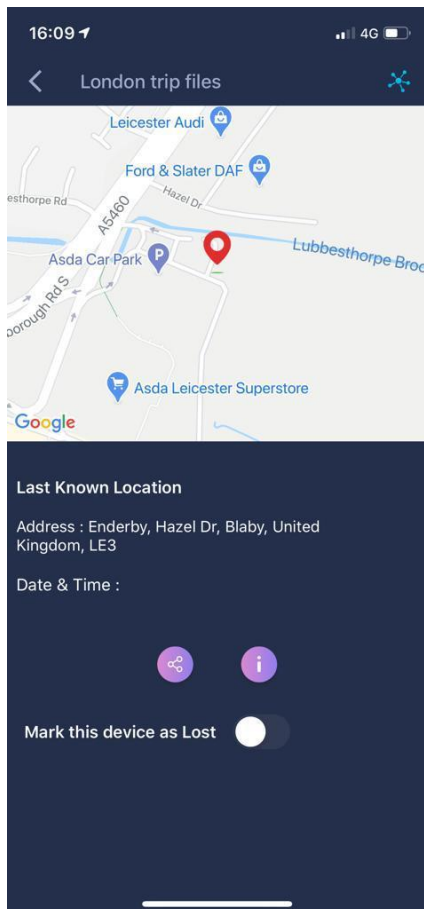 16:09
4G
London trip files
Leicester Audi
Ford & Slater DAF
Hazel Dr
esthorpe Rd
A5460
Lubbesthorpe Broo
Asda Car Park
P
borough Rd S
Asda Leicester Superstore
Google
Last Known Location
Address : Enderby, Hazel Dr, Blaby, United
Kingdom, LE3
Date & Time :
i
Mark this device as Lost